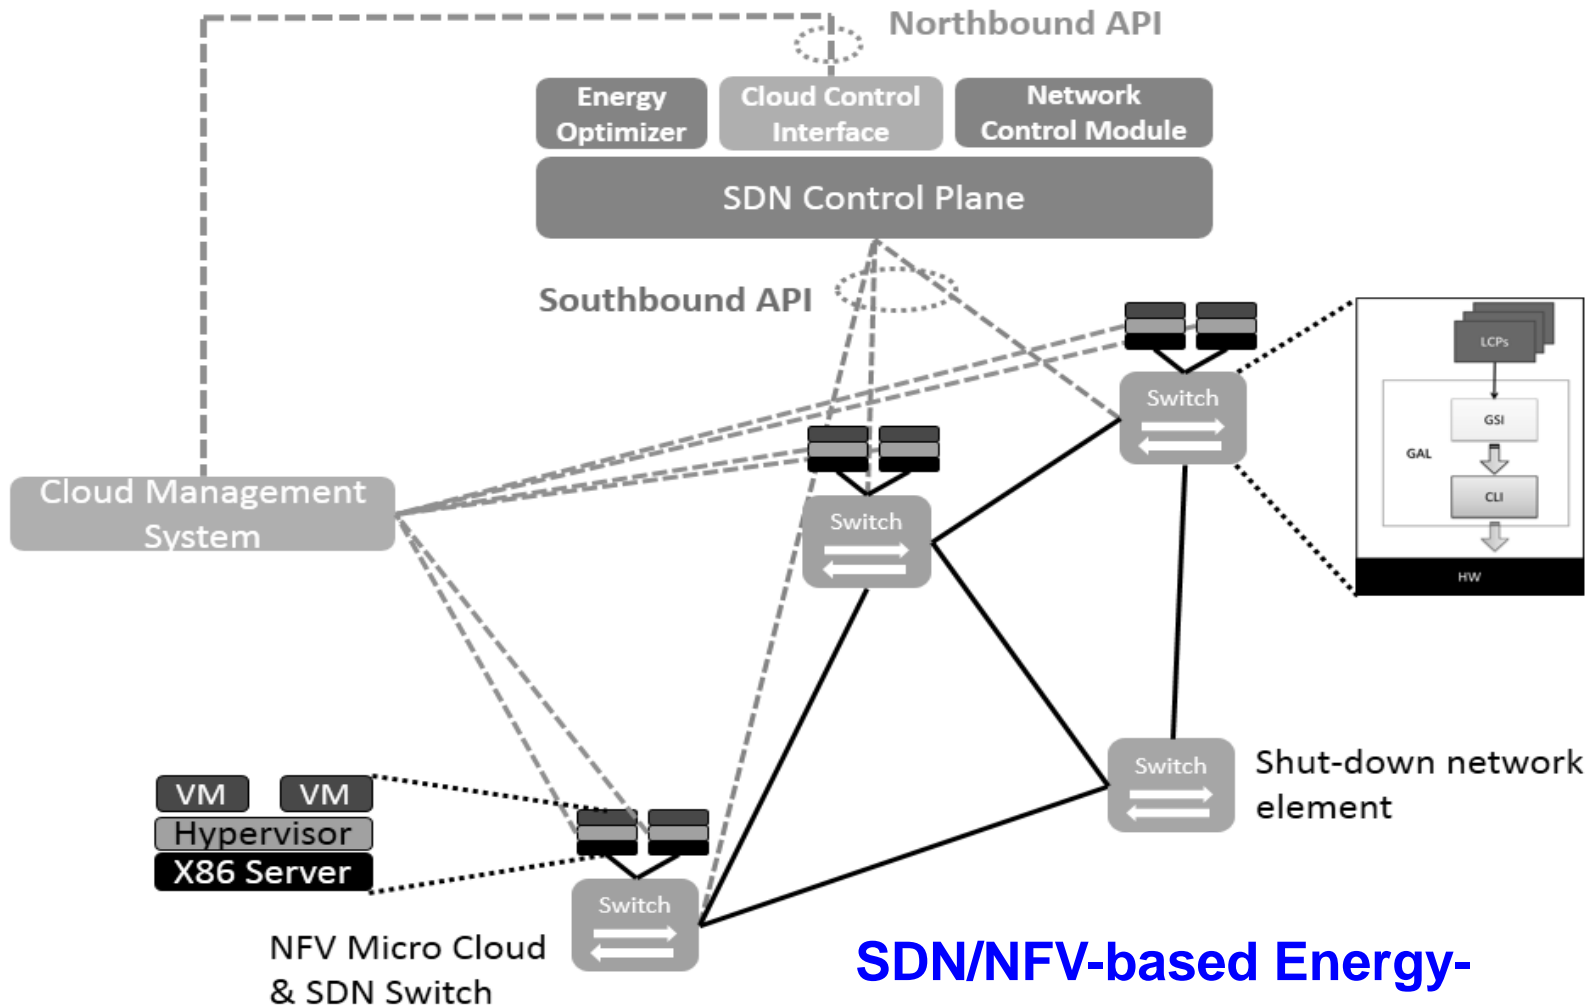 Northbound API
Energy
Optimizer
Cloud Control
Interface
Network
Control Module
SDN Control Plane
Southbound API
LCPs
GSI
GAL
CLI
HW
Switch
Switch
Cloud Management
System
Switch
Shut-down network
element
VM
VM
Hypervisor
X86 Server
Switch
NFV Micro Cloud
& SDN Switch
SDN/NFV-based Energy-